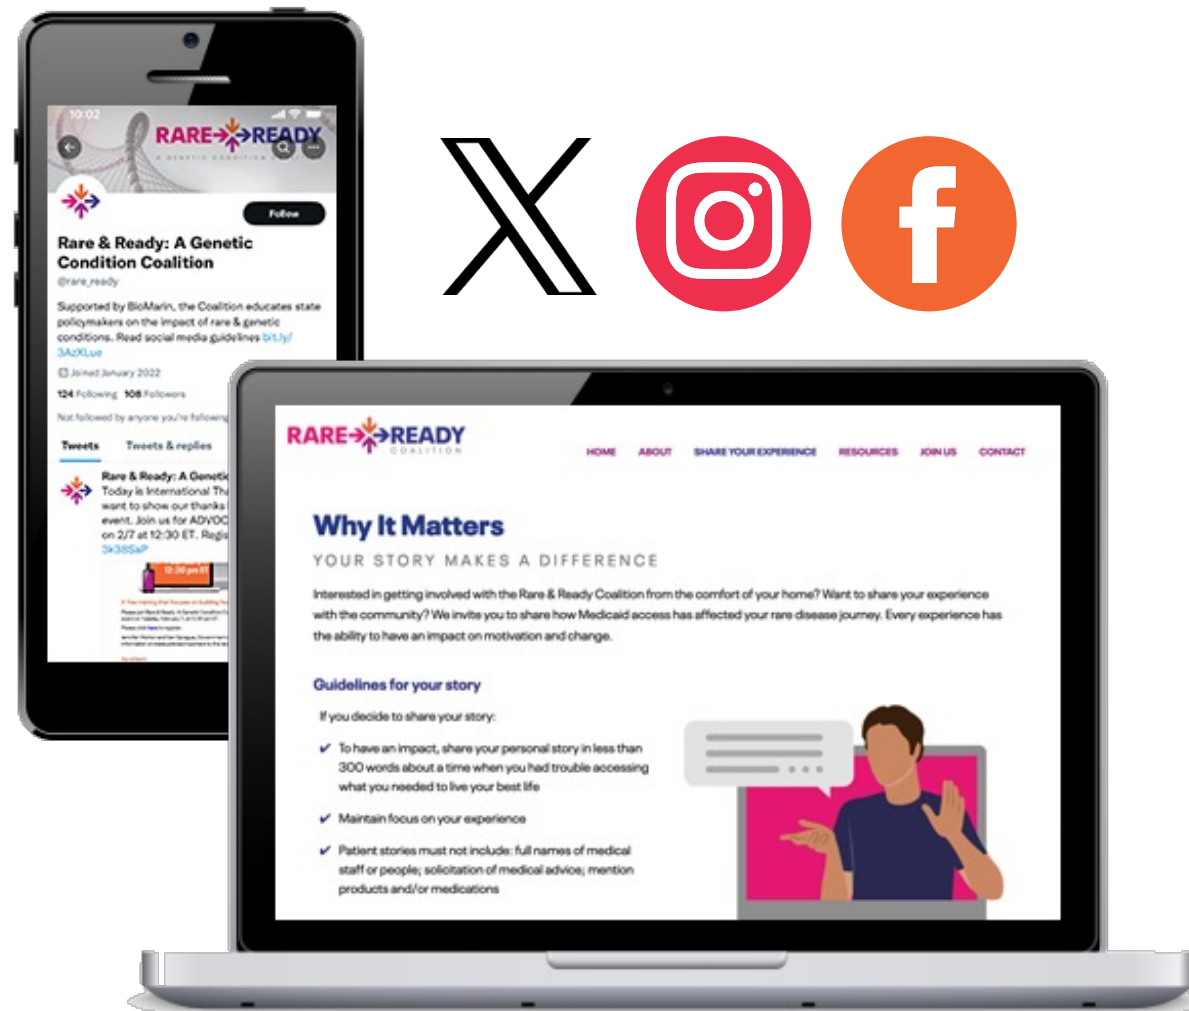 10:02
RARE READY
Follow
Rare & Ready: A Genetic
Condition Coalition
@rare_ready
Supported by BioMarin, the Coalition educates state
policymakers on the impact of rare & genetic
conditions. Read social media guidelines bit.ly/
3AzXLue
Joined January 2022
124 Following 108 Followers
Not followed by anyone you're following
Tweets Tweets & replies
Rare & Ready: A Genetic
Today is International Tha
want to show our thanks
event. Join us for ADVOC
on 2/7 at 12:30 ET. Regis
3k38SaP
12:30 pm ET
X
f
RARE READY
COALITION
HOME ABOUT SHARE YOUR EXPERIENCE RESOURCES JOIN US CONTACT
Why It Matters
YOUR STORY MAKES A DIFFERENCE
Interested in getting involved with the Rare & Ready Coalition from the comfort of your home? Want to share your experience
with the community? We invite you to share how Medicaid access has affected your rare disease journey. Every experience has
the ability to have an impact on motivation and change.
Guidelines for your story
If you decide to share your story:
To have an impact, share your personal story in less than
300 words about a time when you had trouble accessing
what you needed to live your best life
Maintain focus on your experience
Patient stories must not include: full names of medical
staff or people; solicitation of medical advice; mention
products and/or medications